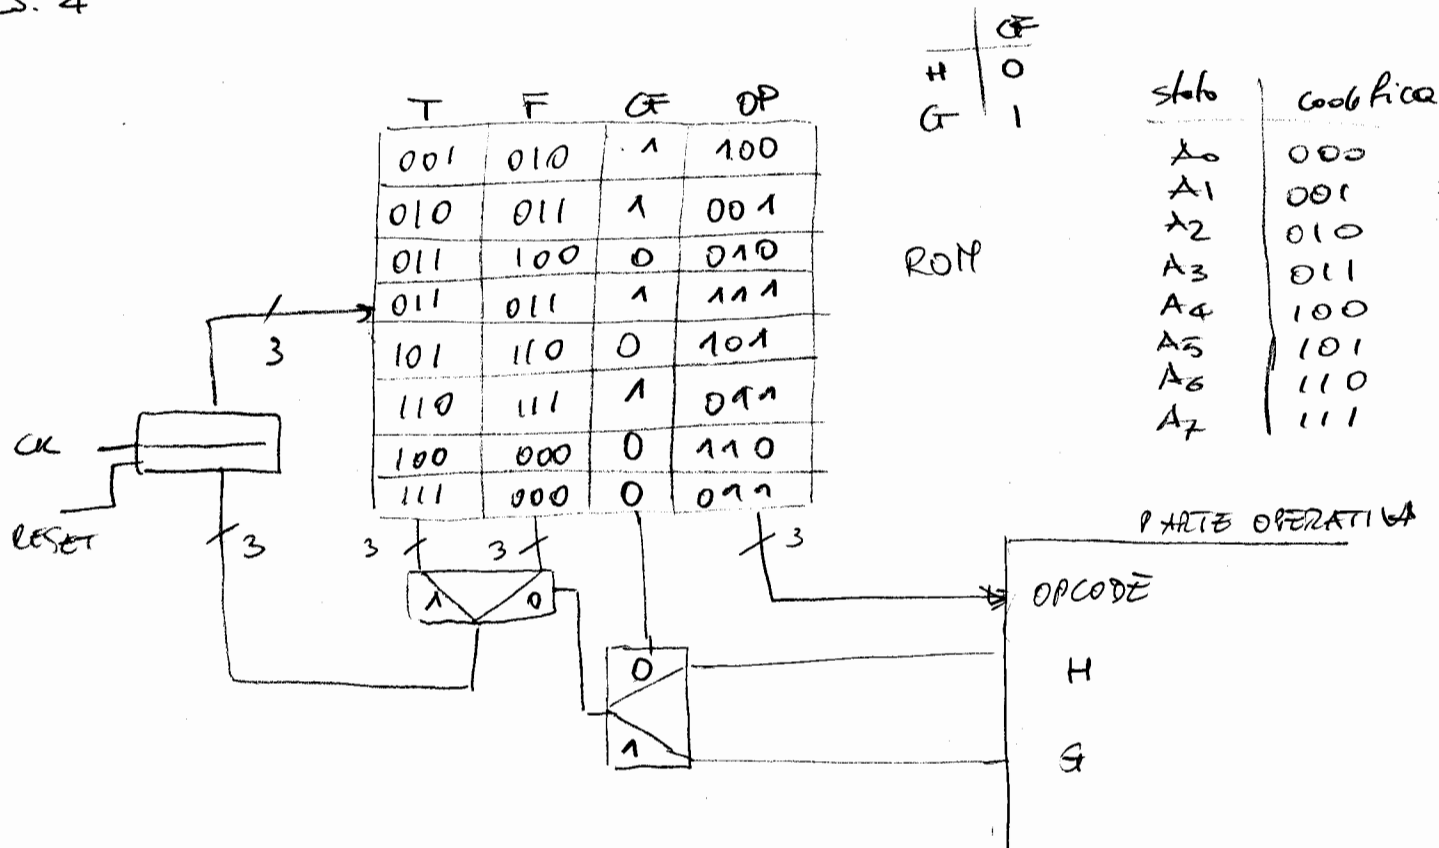 S. 4
CF
H 0
G 1
T F CF OP
001 010 1 100
010 011 1 001
011 100 0 010
011 011 1 111
101 110 0 101
110 111 1 011
100 000 0 110
111 000 0 011
ROM
stato codifica
A0 000
A1 001
A2 010
A3 011
A4 100
A5 101
A6 110
A7 111
3
CK
RESET
3
3 3 3
1 0
0
1
PARTE OPERATIVA
OPCODE
H
G